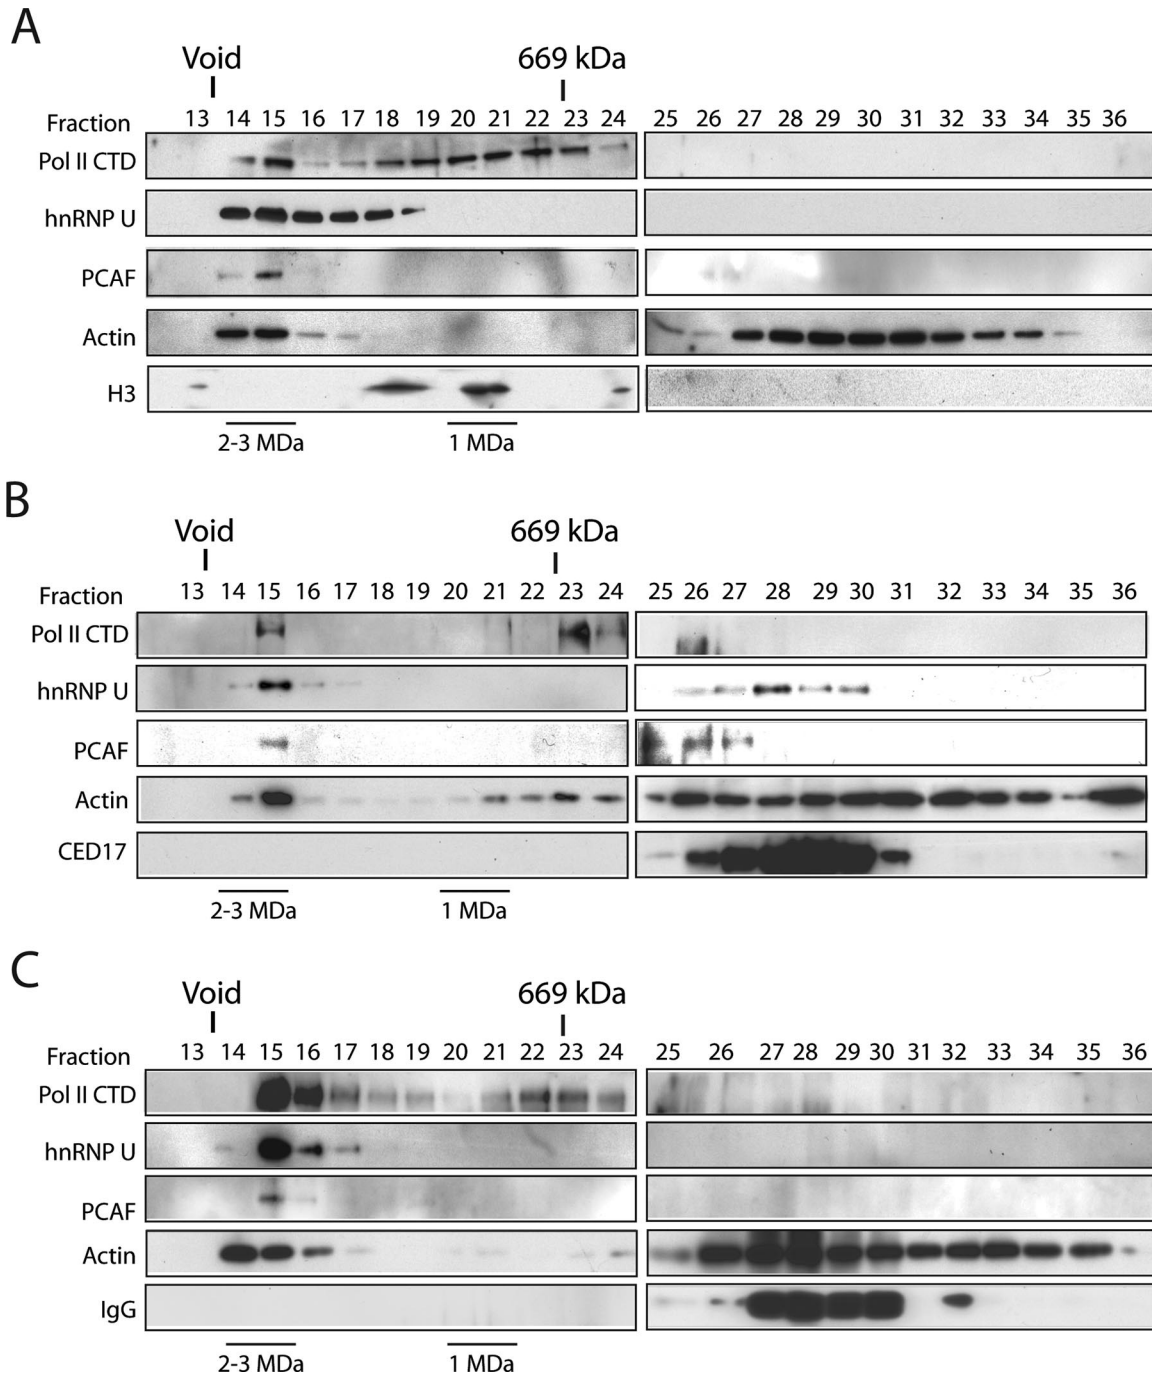 A
Void 669 kDa
Fraction 13 14 15 16 17 18 19 20 21 22 23 24 25 26 27 28 29 30 31 32 33 34 35 36
Pol II CTD
hnRNP U
PCAF
Actin
H3
2-3 MDa 1 MDa
B
Void 669 kDa
Fraction 13 14 15 16 17 18 19 20 21 22 23 24 25 26 27 28 29 30 31 32 33 34 35 36
Pol II CTD
hnRNP U
PCAF
Actin
CED17
2-3 MDa 1 MDa
C
Void 669 kDa
Fraction 13 14 15 16 17 18 19 20 21 22 23 24 25 26 27 28 29 30 31 32 33 34 35 36
Pol II CTD
hnRNP U
PCAF
Actin
IgG
2-3 MDa 1 MDa